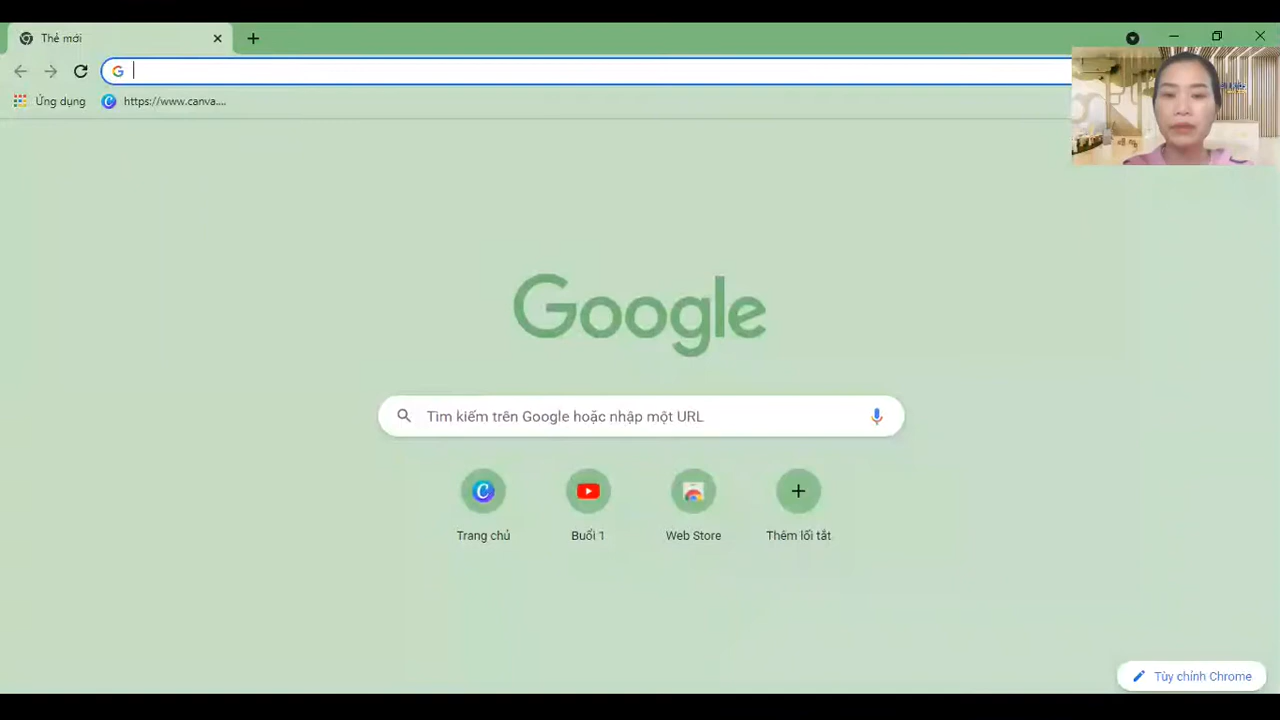 Thẻ mới
Ứng dụng
https://www.canva....
Google
Tìm kiếm trên Google hoặc nhập một URL
Trang chủ
Buổi 1
Web Store
Thêm lối tắt
Tùy chỉnh Chrome